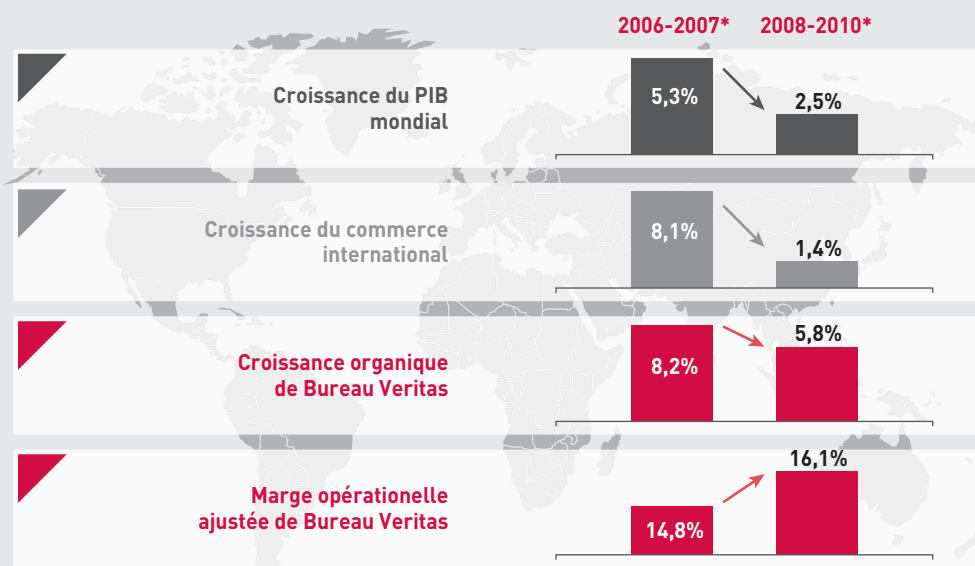 2006-2007* 2008-2010*
Croissance du PIB
mondial
5,3%
2,5%
Croissance du commerce
international
8,1%
1,4%
Croissance organique
de Bureau Veritas
8,2%
5,8%
Marge opérationelle
ajustée de Bureau Veritas
14,8%
16,1%